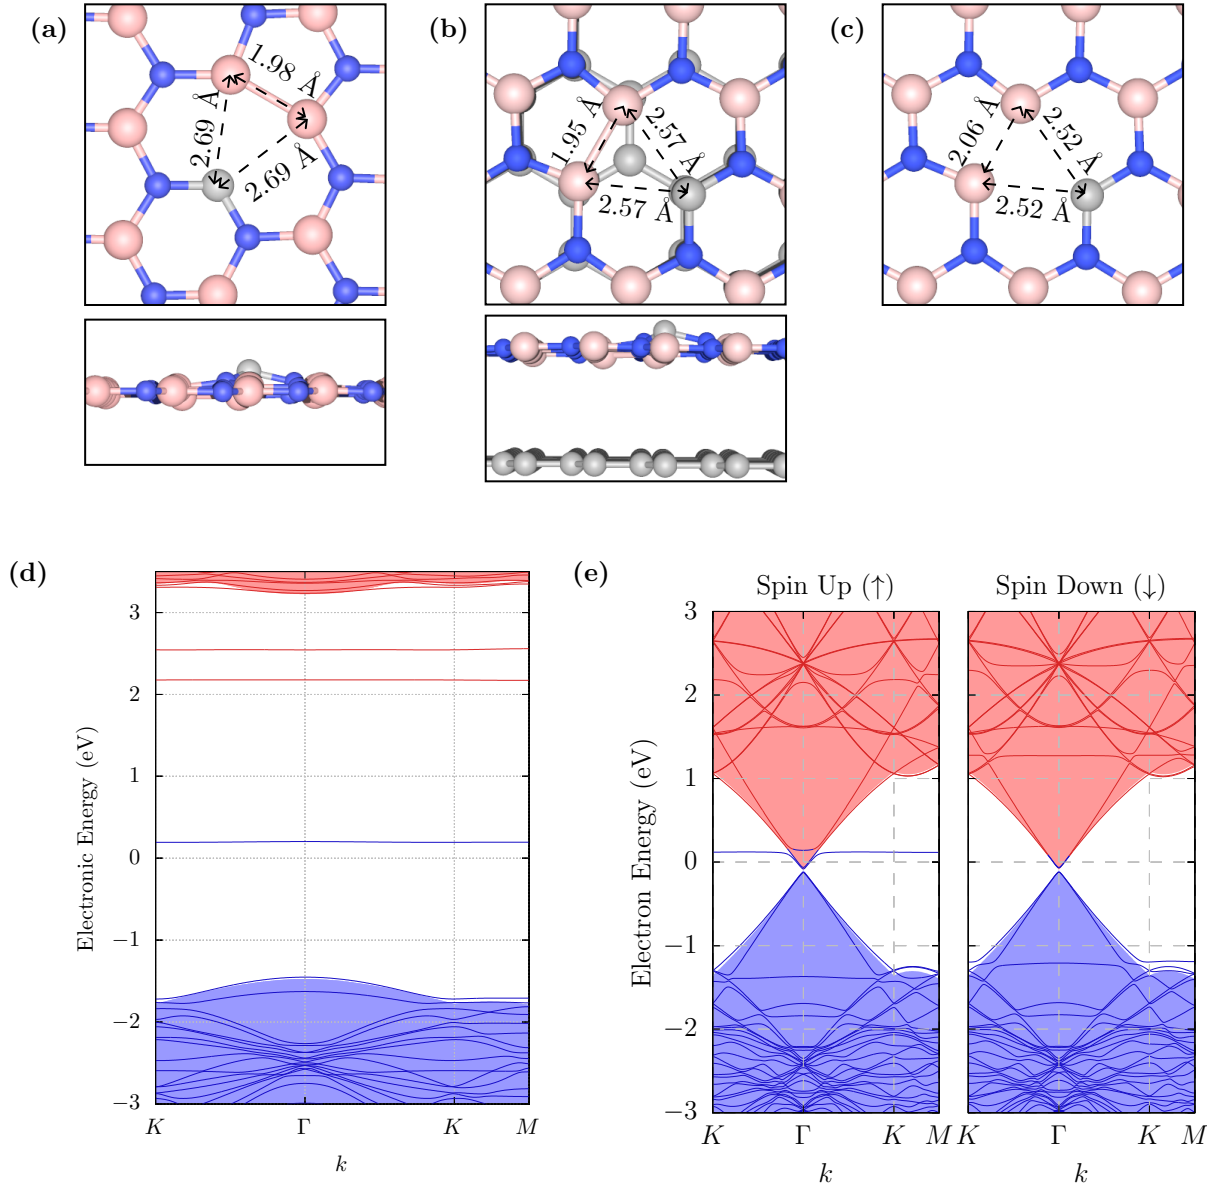 (a)
1.98 Å
2.69 Å
2.69 Å
(b)
1.95 Å
2.57 Å
2.57 Å
(c)
2.06 Å
2.52 Å
2.52 Å
(d)
Electronic Energy (eV)
3
2
1
0
−1
−2
−3
K Γ K M
k
(e)
Spin Up (↑) Spin Down (↓)
Electron Energy (eV)
3
2
1
0
−1
−2
−3
K Γ K M K Γ K M
k k